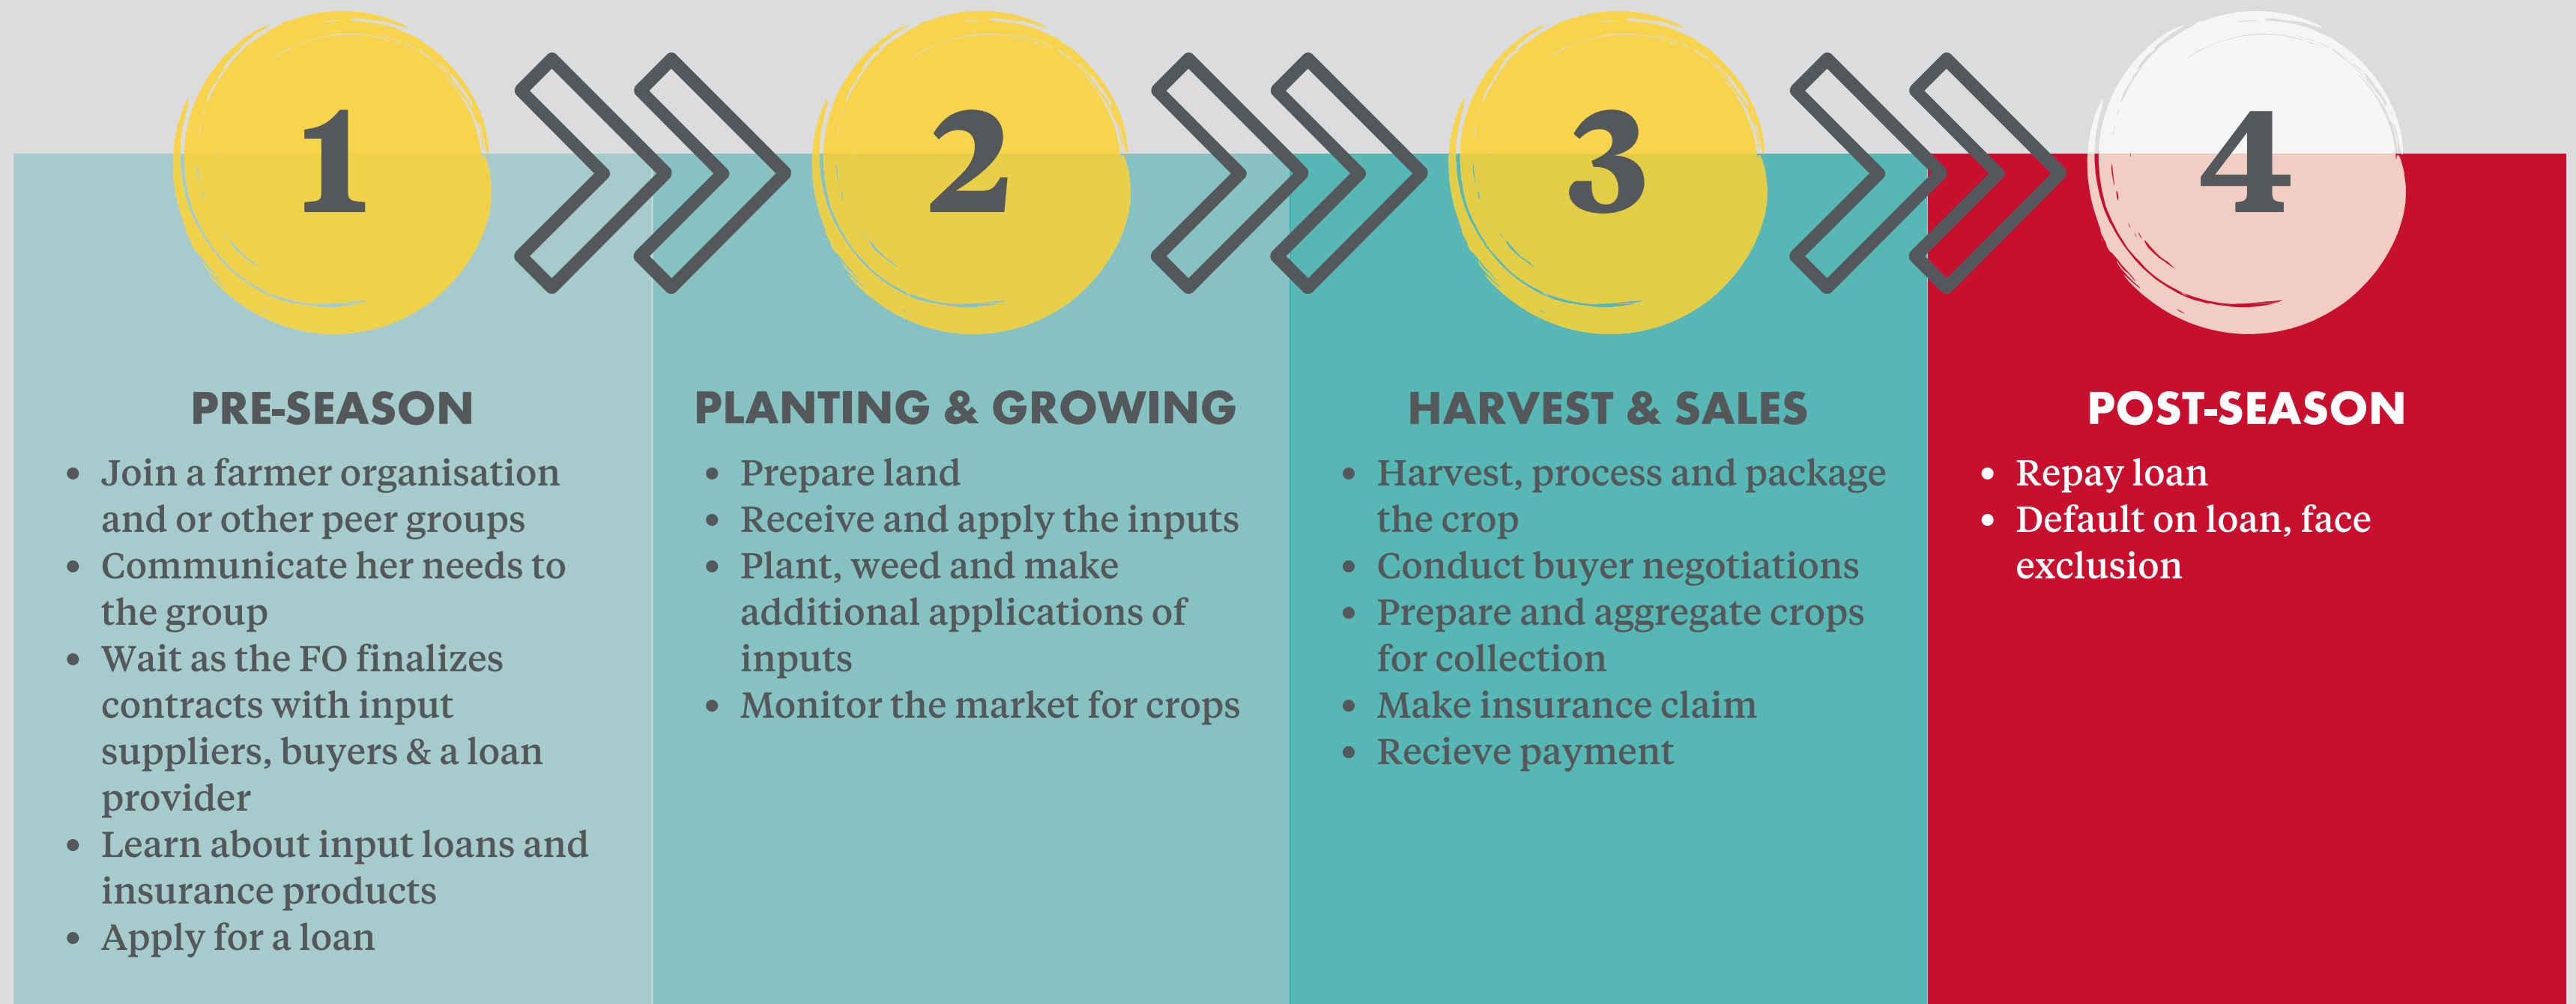 1
PRE-SEASON
• Join a farmer organisation
and or other peer groups
• Communicate her needs to
the group
• Wait as the FO finalizes
contracts with input
suppliers, buyers & a loan
provider
• Learn about input loans and
insurance products
• Apply for a loan
2
PLANTING & GROWING
• Prepare land
• Receive and apply the inputs
• Plant, weed and make
additional applications of
inputs
• Monitor the market for crops
3
HARVEST & SALES
• Harvest, process and package
the crop
• Conduct buyer negotiations
• Prepare and aggregate crops
for collection
• Make insurance claim
• Recieve payment
4
POST-SEASON
• Repay loan
• Default on loan, face
exclusion